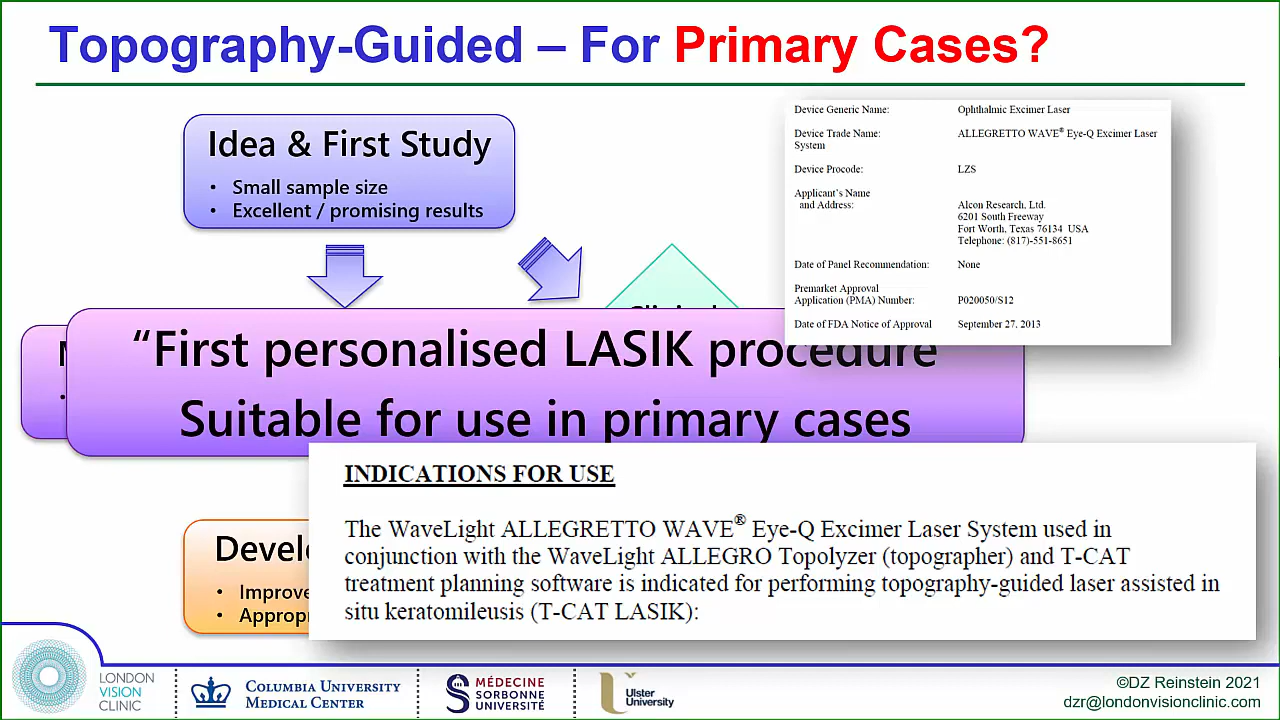 Topography-Guided – For Primary Cases?
Idea & First Study
• Small sample size
• Excellent / promising results
Device Generic Name: Ophthalmic Excimer Laser
Device Trade Name: ALLEGRETTO WAVE® Eye-Q Excimer Laser
System
Device Procode: LZS
Applicant's Name
and Address: Alcon Research, Ltd.
6201 South Freeway
Fort Worth, Texas 76134 USA
Telephone: (817)-551-8651
Date of Panel Recommendation: None
Premarket Approval
Application (PMA) Number: P020050/S12
Date of FDA Notice of Approval September 27, 2013
“First personalised LASIK procedure
Suitable for use in primary cases
INDICATIONS FOR USE
The WaveLight ALLEGRETTO WAVE® Eye-Q Excimer Laser System used in
conjunction with the WaveLight ALLEGRO Topolyzer (topographer) and T-CAT
treatment planning software is indicated for performing topography-guided laser assisted in
situ keratomileusis (T-CAT LASIK):
Develo
• Improve
• Approp
LONDON
VISION
CLINIC
COLUMBIA UNIVERSITY
MEDICAL CENTER
MÉDECINE
SORBONNE
UNIVERSITÉ
Ulster
University
©DZ Reinstein 2021
dzr@londonvisionclinic.com